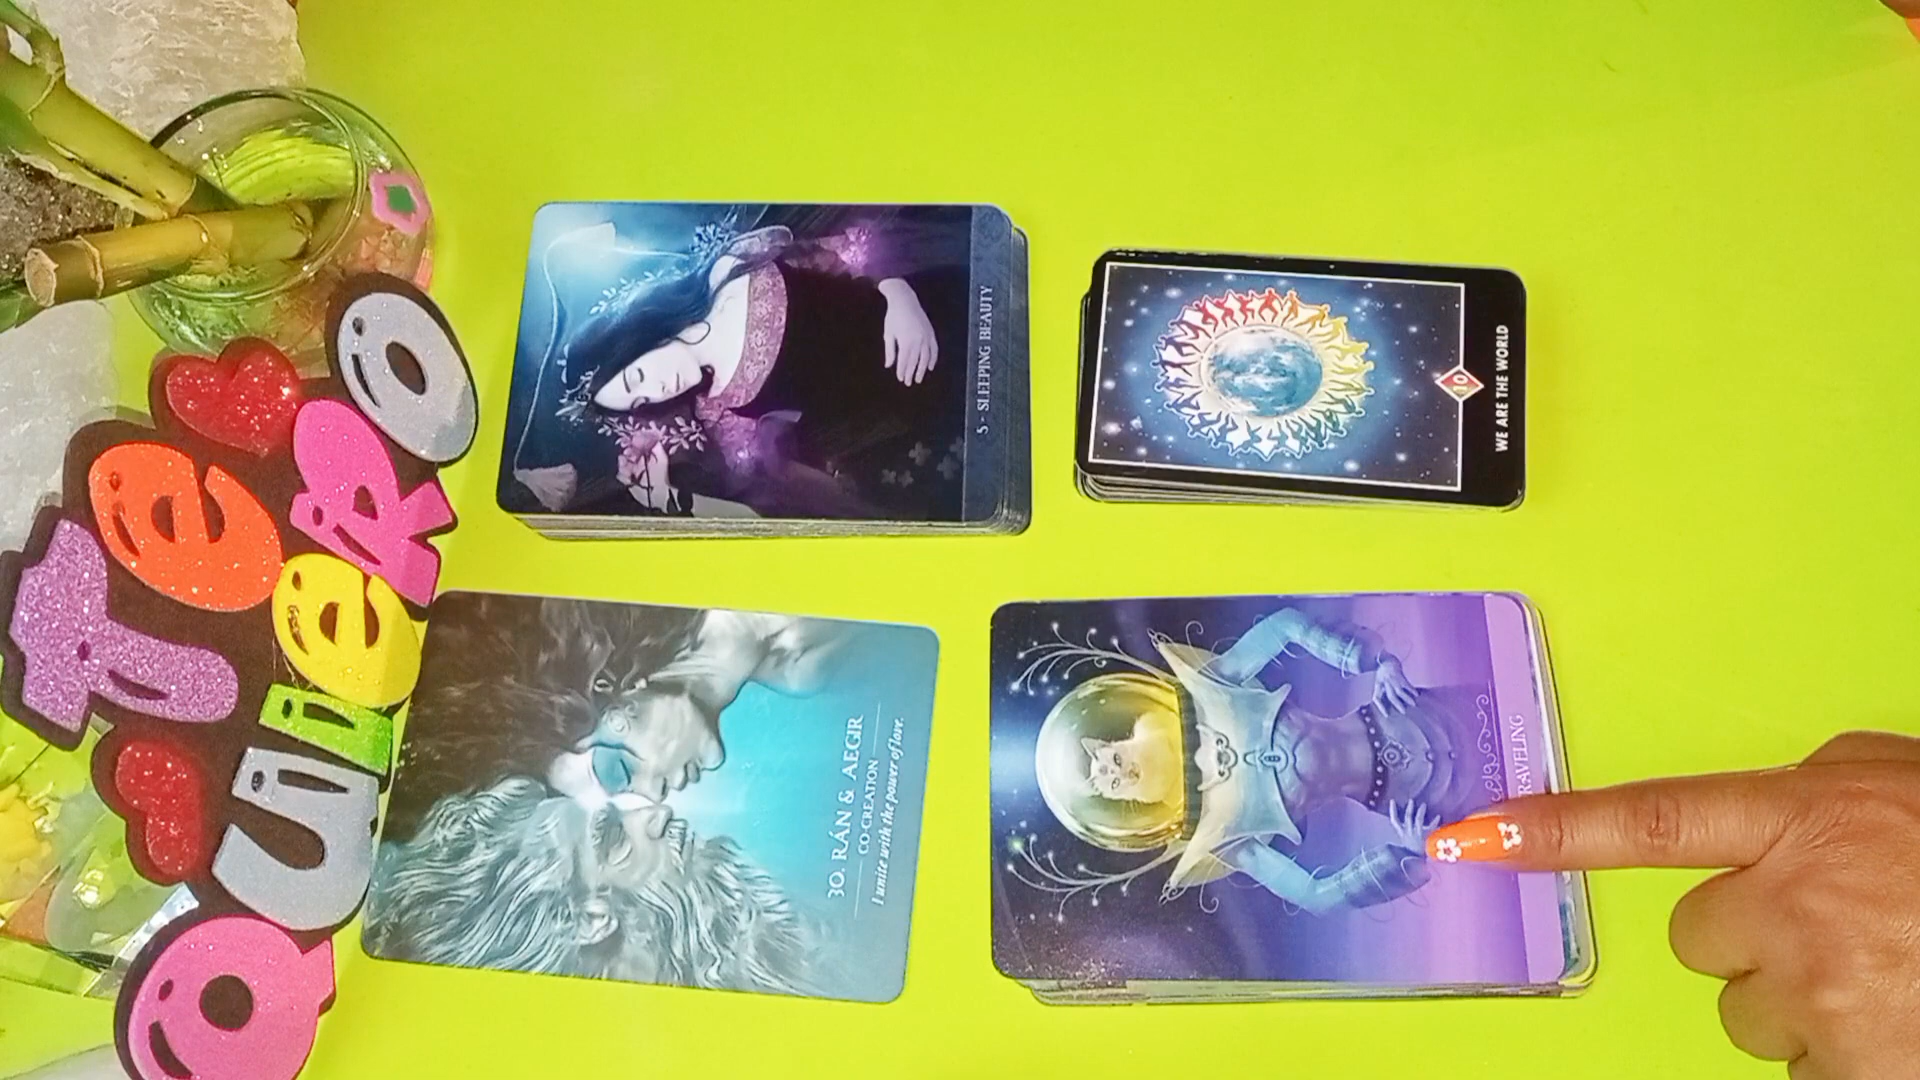 Te
QuieRO
5 - SLEEPING BEAUTY
10
WE ARE THE WORLD
30. RÁN & AEGIR
CO-CREATION
I unite with the power of love.